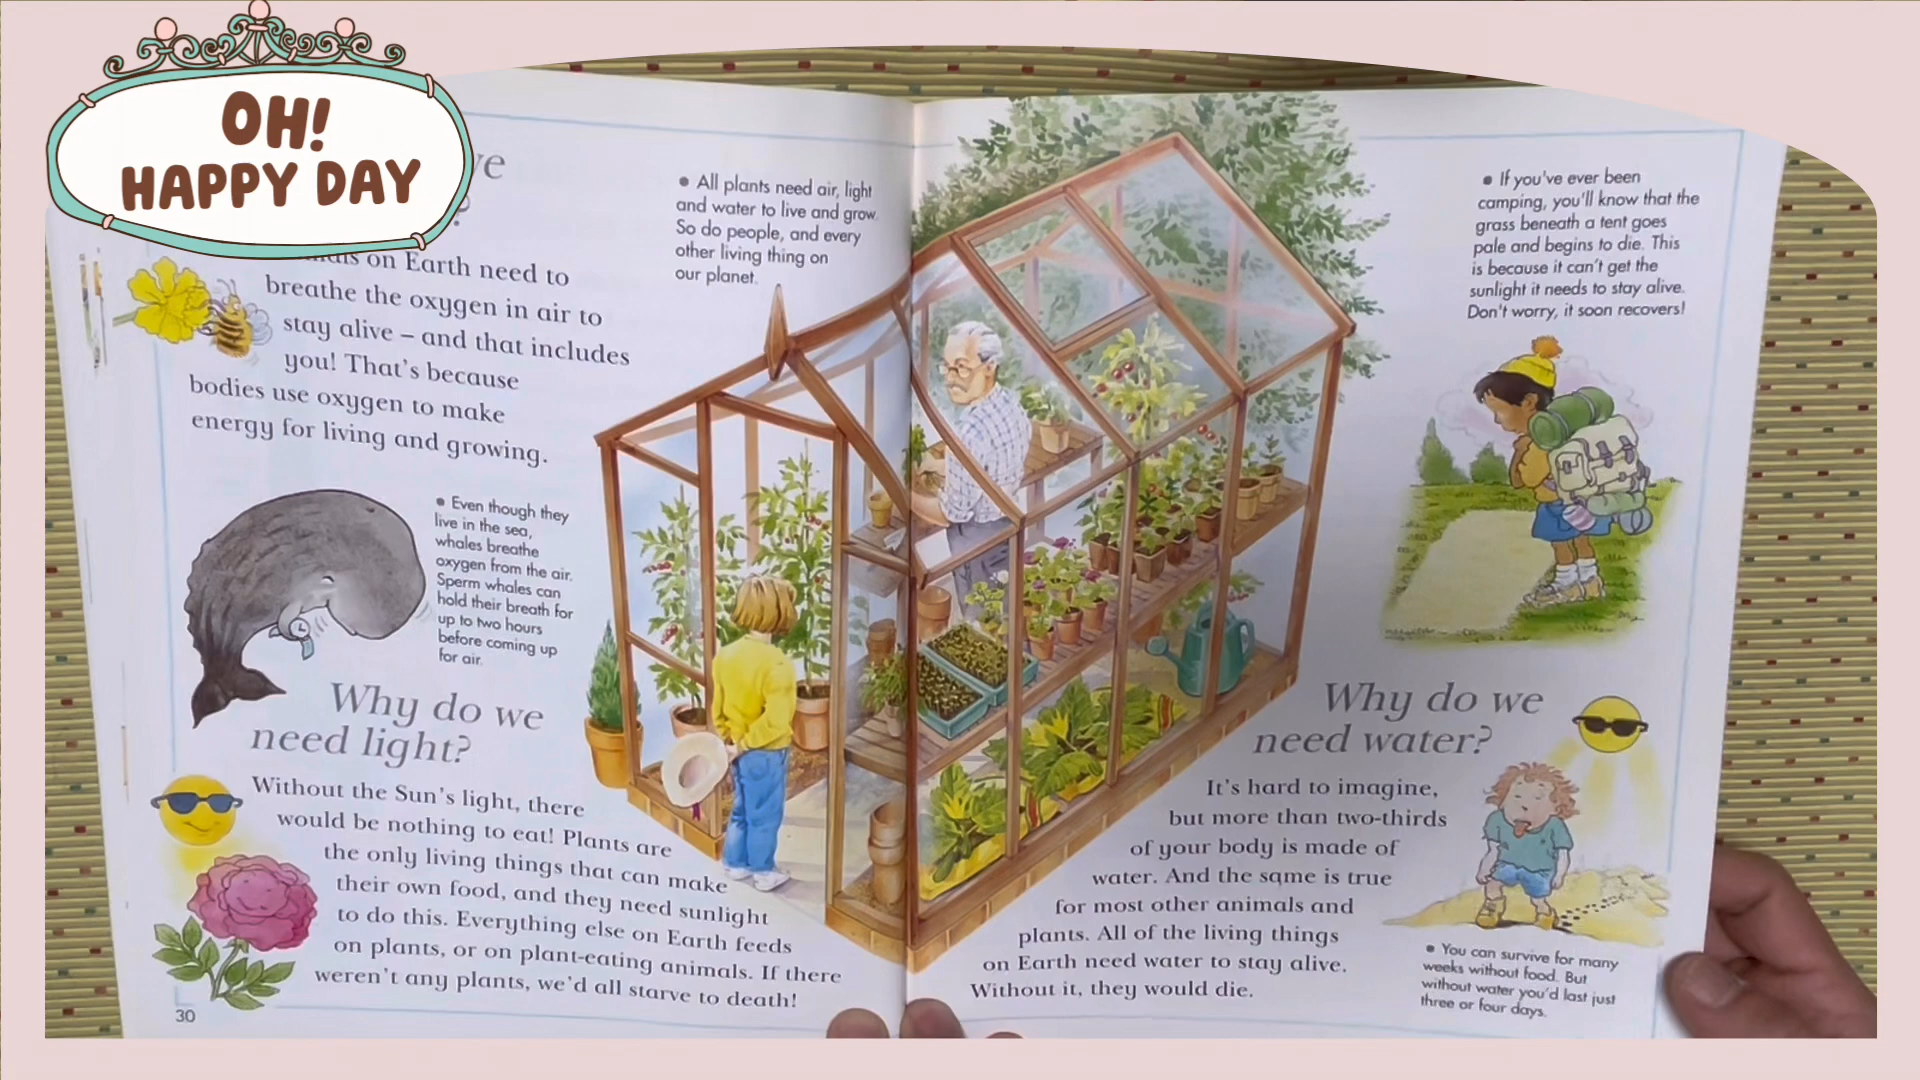 OH!
HAPPY DAY
ve
?
on Earth need to
breathe the oxygen in air to
stay alive – and that includes
you! That's because
bodies use oxygen to make
energy for living and growing.
• All plants need air, light
and water to live and grow.
So do people, and every
other living thing on
our planet.
• Even though they
live in the sea,
whales breathe
oxygen from the air.
Sperm whales can
hold their breath for
up to two hours
before coming up
for air.
Why do we
need light?
Without the Sun's light, there
would be nothing to eat! Plants are
the only living things that can make
their own food, and they need sunlight
to do this. Everything else on Earth feeds
on plants, or on plant-eating animals. If there
weren't any plants, we'd all starve to death!
30
• If you've ever been
camping, you'll know that the
grass beneath a tent goes
pale and begins to die. This
is because it can't get the
sunlight it needs to stay alive.
Don't worry, it soon recovers!
Why do we
need water?
It's hard to imagine,
but more than two-thirds
of your body is made of
water. And the same is true
for most other animals and
plants. All of the living things
on Earth need water to stay alive.
Without it, they would die.
• You can survive for many
weeks without food. But
without water you'd last just
three or four days.